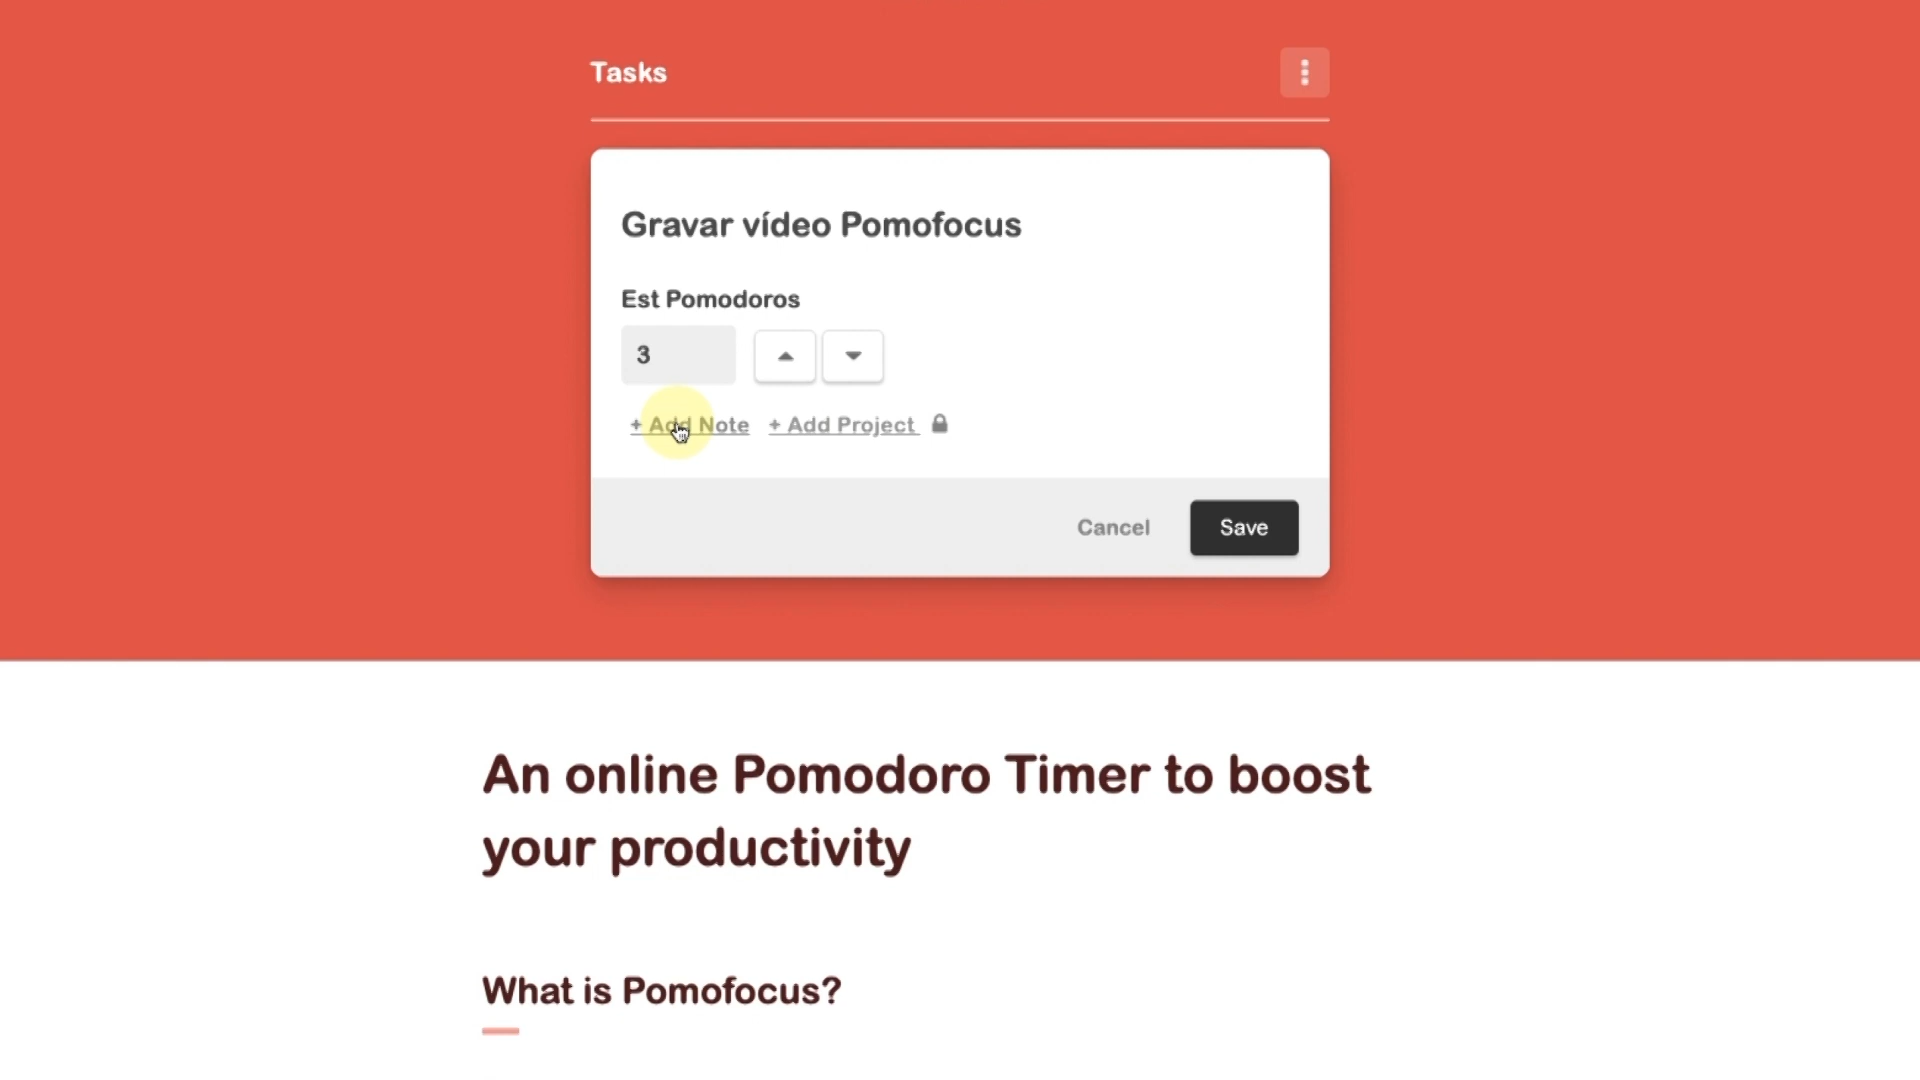 Tasks
Gravar vídeo Pomofocus
Est Pomodoros
3
+ Add Note + Add Project
Cancel Save
An online Pomodoro Timer to boost
your productivity
What is Pomofocus?